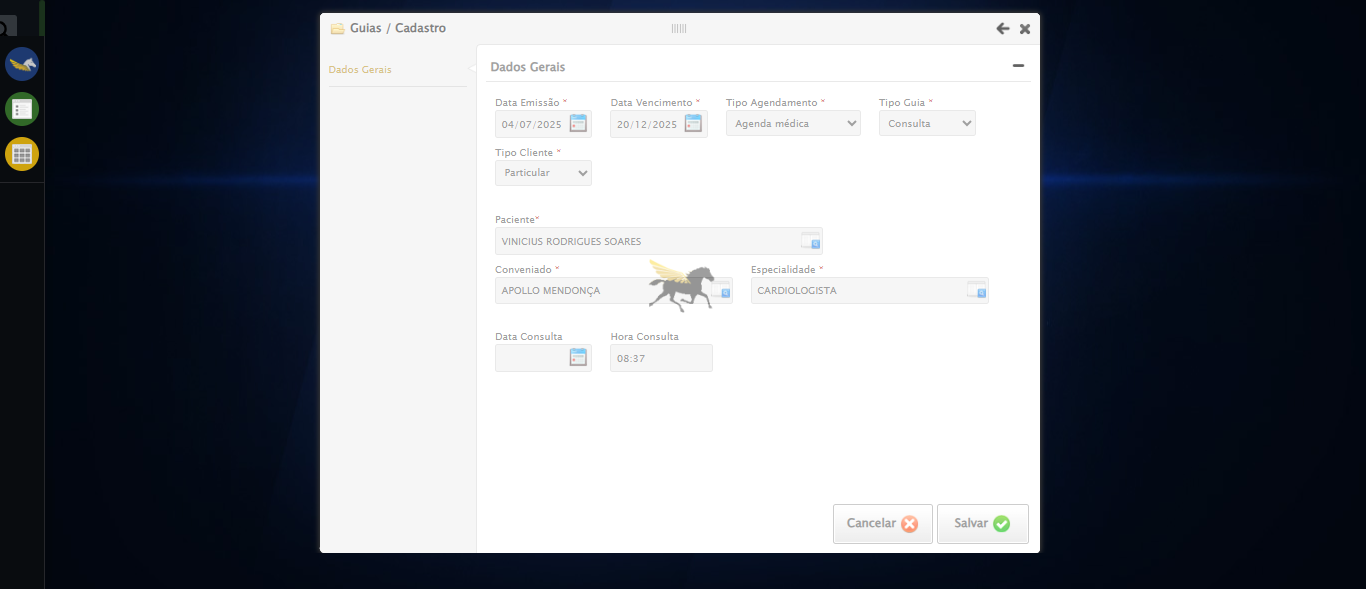 Guias / Cadastro
Dados Gerais
Dados Gerais
Data Emissão * Data Vencimento * Tipo Agendamento * Tipo Guia *
04/07/2025 20/12/2025 Agenda médica Consulta
Tipo Cliente *
Particular
Paciente*
VINICIUS RODRIGUES SOARES
Conveniado * Especialidade *
APOLLO MENDONÇA CARDIOLOGISTA
Data Consulta Hora Consulta
08:37
Cancelar Salvar